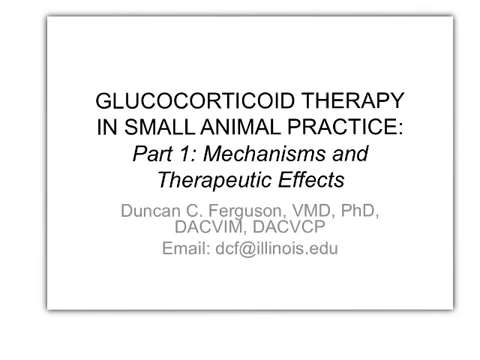 GLUCOCORTICOID THERAPY
IN SMALL ANIMAL PRACTICE:
Part 1: Mechanisms and
Therapeutic Effects
Duncan C. Ferguson, VMD, PhD,
DACVIM, DACVCP
Email: dcf@illinois.edu